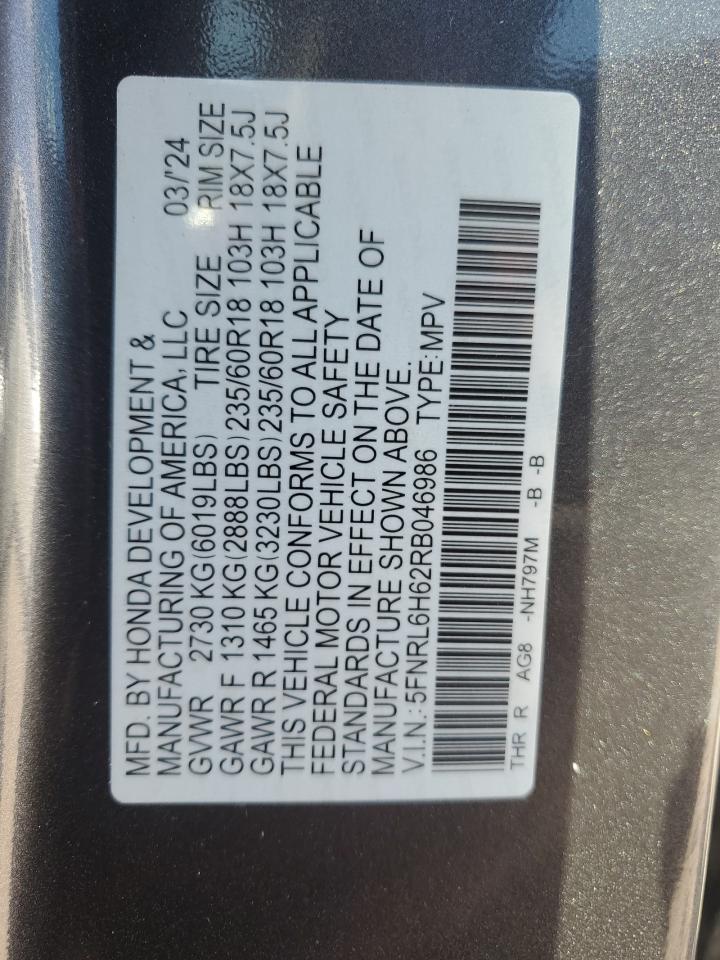 MFD. BY HONDA DEVELOPMENT &
MANUFACTURING OF AMERICA, LLC 03/'24
GVWR 2730 KG(6019LBS) TIRE SIZE RIM SIZE
GAWR F 1310 KG(2888LBS) 235/60R18 103H 18X7.5J
GAWR R 1465 KG(3230LBS) 235/60R18 103H 18X7.5J
THIS VEHICLE CONFORMS TO ALL APPLICABLE
FEDERAL MOTOR VEHICLE SAFETY
STANDARDS IN EFFECT ON THE DATE OF
MANUFACTURE SHOWN ABOVE.
V.I.N.: 5FNRL6H62RB046986 TYPE: MPV
THR R AG8 -NH797M -B -B